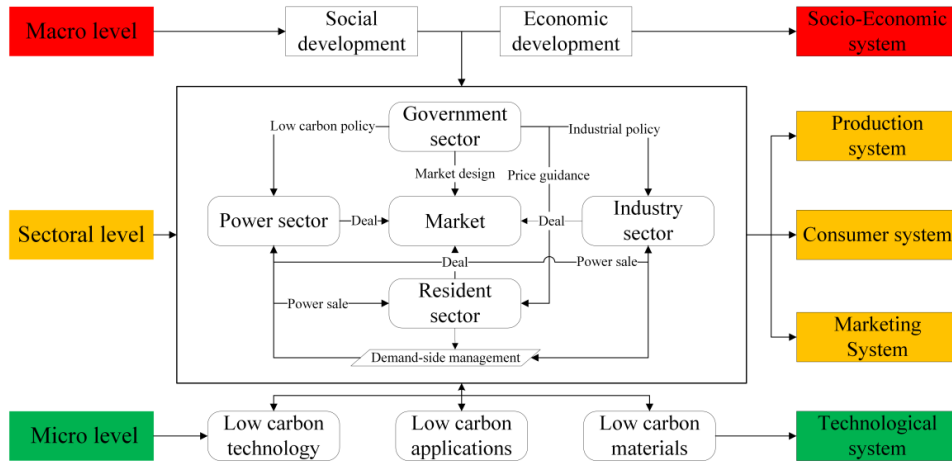 Macro level
Social
development
Economic
development
Socio-Economic
system
Government
sector
Low carbon policy
Industrial policy
Market design
Price guidance
Production
system
Sectoral level
Power sector
Deal
Market
Deal
Industry
sector
Consumer system
Deal
Power sale
Power sale
Resident
sector
Demand-side management
Marketing
System
Micro level
Low carbon
technology
Low carbon
applications
Low carbon
materials
Technological
system